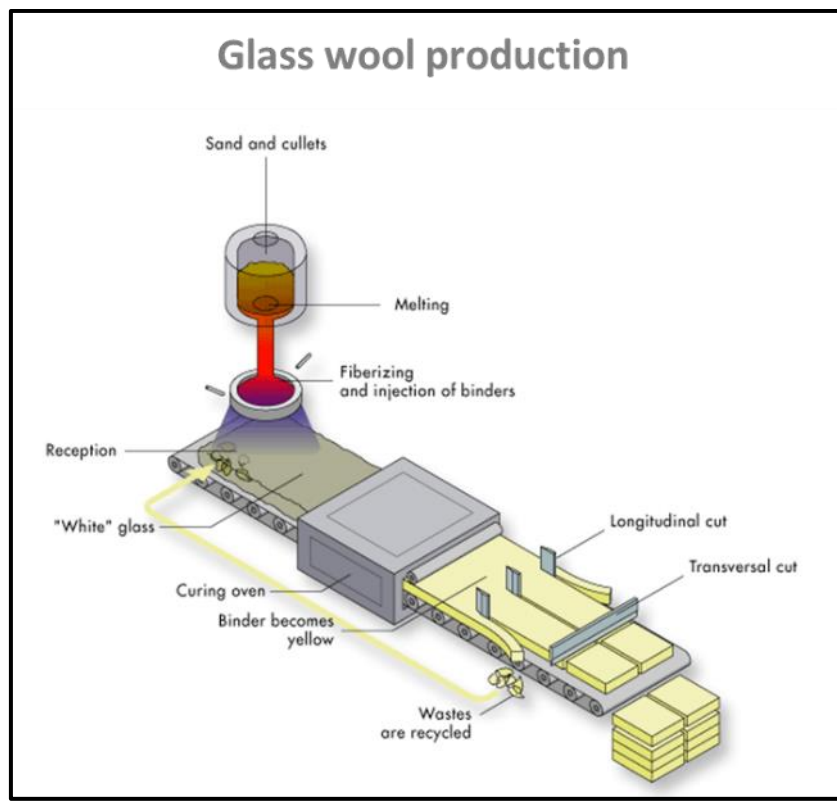 Glass wool production
Sand and cullets
Melting
Fiberizing
and injection of binders
Reception
"White" glass
Longitudinal cut
Transversal cut
Curing oven
Binder becomes
yellow
Wastes
are recycled